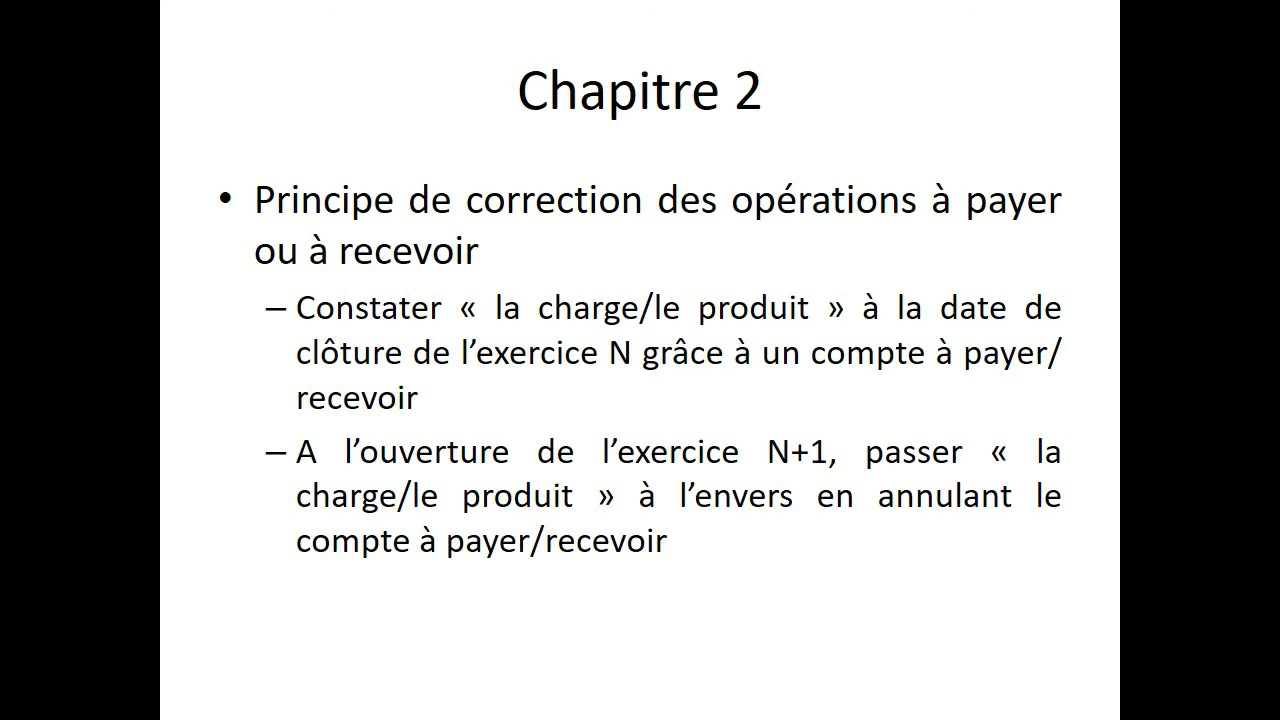 Chapitre 2
• Principe de correction des opérations à payer
ou à recevoir
– Constater « la charge/le produit » à la date de
clôture de l’exercice N grâce à un compte à payer/
recevoir
– A l’ouverture de l’exercice N+1, passer « la
charge/le produit » à l’envers en annulant le
compte à payer/recevoir